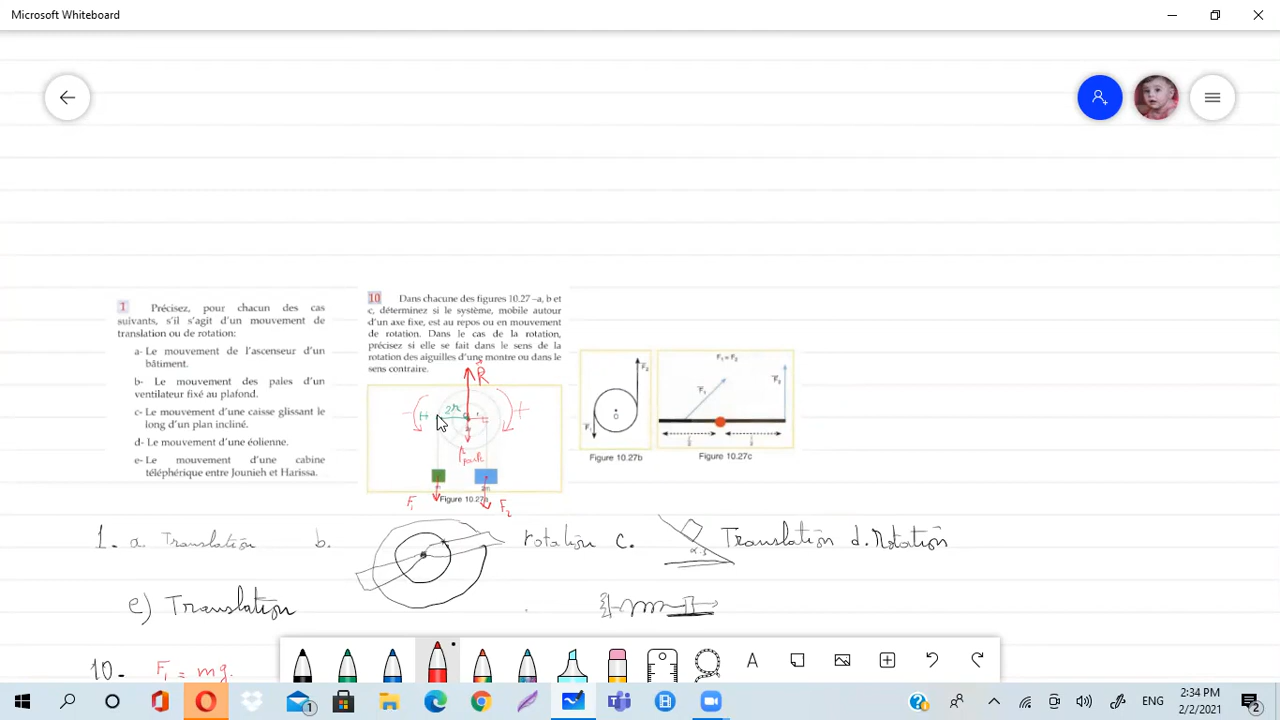 Microsoft Whiteboard
1 Précisez, pour chacun des cas
suivants, s'il s'agit d'un mouvement de
translation ou de rotation:
a- Le mouvement de l'ascenseur d'un
bâtiment.
b- Le mouvement des pales d'un
ventilateur fixé au plafond.
c- Le mouvement d'une caisse glissant le
long d'un plan incliné.
d- Le mouvement d'une éolienne.
e- Le mouvement d'une cabine
téléphérique entre Jounieh et Harissa.
10 Dans chacune des figures 10.27 -a, b et
c, déterminez si le système, mobile autour
d'un axe fixe, est au repos ou en mouvement
de rotation. Dans le cas de la rotation,
précisez si elle se fait dans le sens de la
rotation des aiguilles d'une montre ou dans le
sens contraire.
R
- H 2r +
F₁ Figure 10.27a F₂
F₂
O
F₁
Figure 10.27b
F₁ = F₂
F₁
F₂
Figure 10.27c
1. a. Translation b. rotation c. Translation d. Rotation
e) Translation
10. F₁ = mg.
A
ENG
2:34 PM
2/2/2021